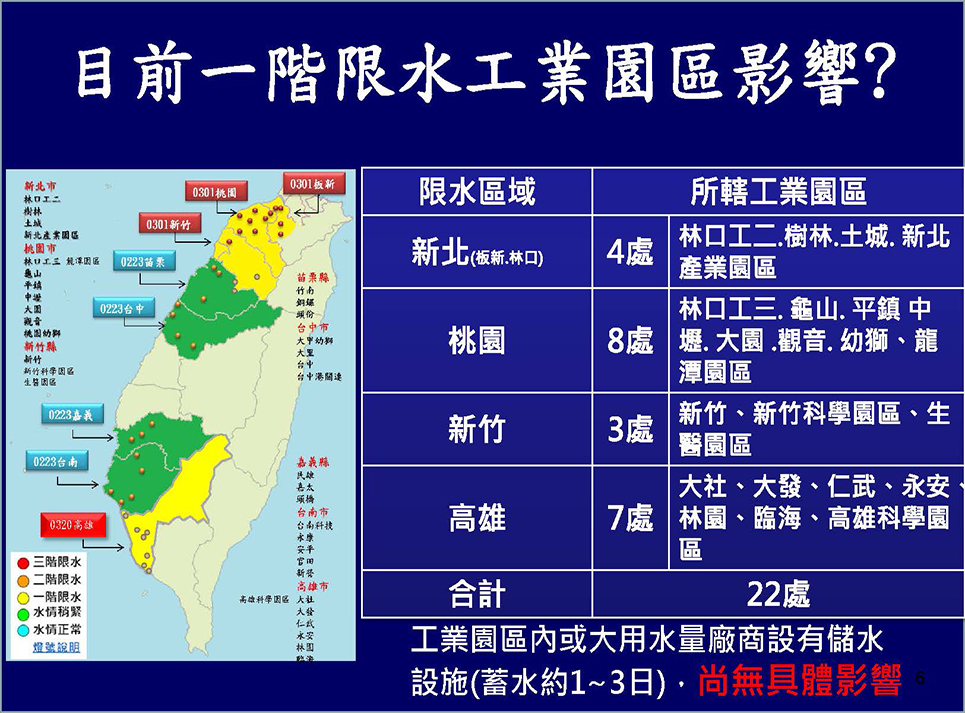 目前一階限水工業園區影響?
新北市
林口工二
樹林
土城
新北產業園區
桃園市
林口工三 龍潭園區
龜山
平鎮
中壢
大園
觀音
桃園幼獅
新竹縣
新竹
新竹科學園區
生醫園區
0301桃園
0301板新
0301新竹
0223苗栗
0223台中
苗栗縣
竹南
銅鑼
頭份
台中市
大甲幼獅
大里
台中
台中港關連
0223嘉義
0223台南
0320高雄
嘉義縣
民雄
嘉太
頭橋
台南市
台南科技
永康
安平
官田
新營
高雄市
高雄科學園區 大社
大發
仁武
永安
林園
臨海
三階限水
二階限水
一階限水
水情稍緊
水情正常
燈號說明
限水區域 所轄工業園區
新北(板新.林口) 4處 林口工二.樹林.土城. 新北
產業園區
桃園 8處 林口工三. 龜山. 平鎮 中
壢. 大園 .觀音. 幼獅、龍
潭園區
新竹 3處 新竹、新竹科學園區、生
醫園區
高雄 7處 大社、大發、仁武、永安、
林園、臨海、高雄科學園
區
合計 22處
工業園區內或大用水量廠商設有儲水
設施(蓄水約1~3日)，尚無具體影響
6